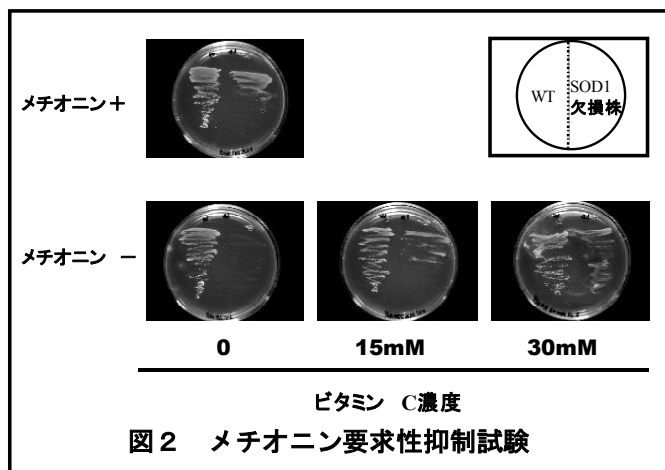 メチオニン +
WT
SOD1
欠損株
メチオニン −
0
15mM
30mM
ビタミン C濃度
図2 メチオニン要求性抑制試験